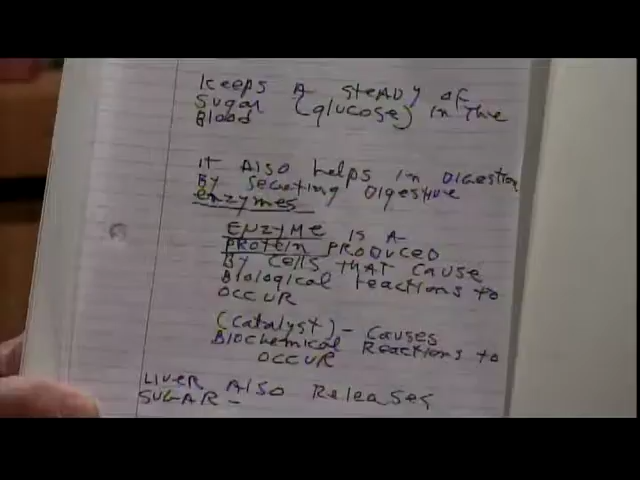 KEEPS A STEADY OF
SUGAR (glucose) IN THE
Blood
IT ALSO helps IN DIGESTION
BY SECRETING DIGESTIVE
ENZYMES
ENZYME IS A
PROTEIN PRODUCED
BY CELLS THAT CAUSE
Biological reactions to
OCCUR
(Catalyst) - CAUSES
BIOCHEMICAL REACTIONS TO
OCCUR
LIVER ALSO Releases
SUGAR -